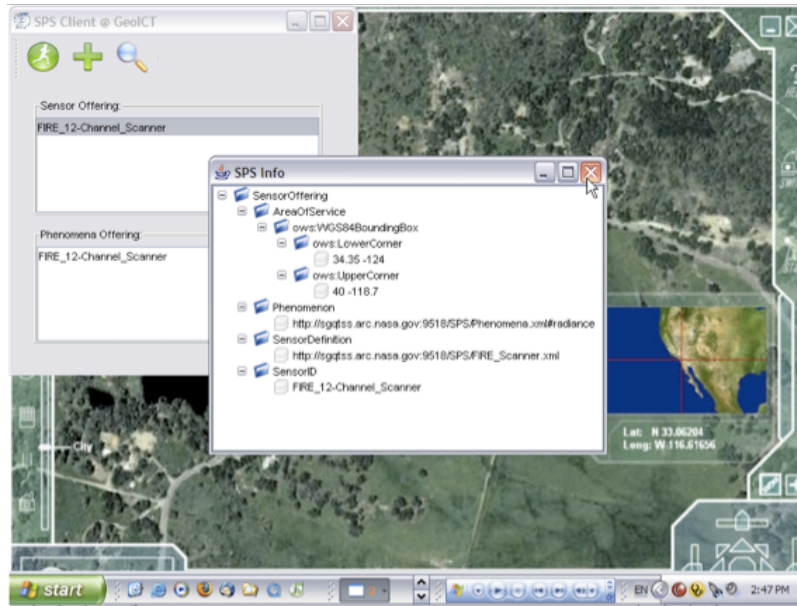 SPS Client @ GeoICT
Sensor Offering:
FIRE_12-Channel_Scanner
Phenomena Offering:
FIRE_12-Channel_Scanner
SPS Info
SensorOffering
AreaOfService
ows:WGS84BoundingBox
ows:LowerCorner
34.35 -124
ows:UpperCorner
40 -118.7
Phenomenon
http://sgqtss.arc.nasa.gov:9518/SPS/Phenomena.xml#radiance
SensorDefinition
http://sgqtss.arc.nasa.gov:9518/SPS/FIRE_Scanner.xml
SensorID
FIRE_12-Channel_Scanner
City
Lat: N 33.06204
Long: W 116.61656
start
EN
2:47 PM